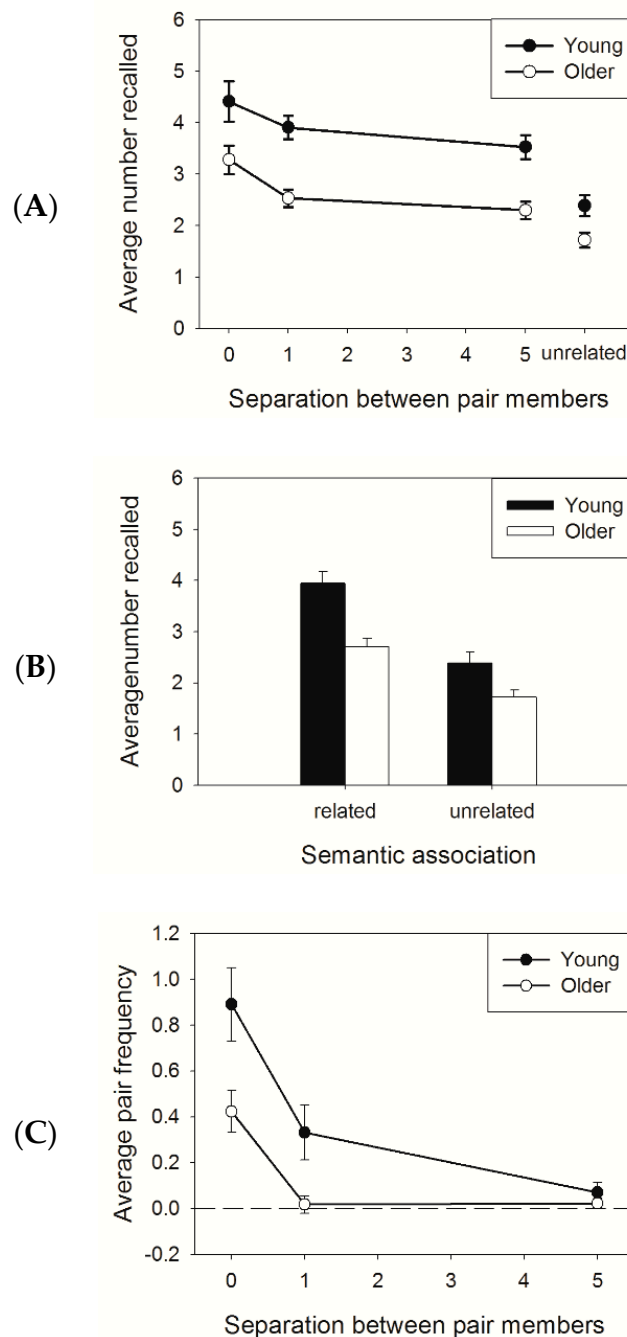 (A)
Average number recalled
6
5
4
3
2
1
0
Young
Older
0 1 2 3 4 5 unrelated
Separation between pair members
(B)
Averagenumber recalled
6
5
4
3
2
1
0
Young
Older
related unrelated
Semantic association
(C)
Average pair frequency
1.2
1.0
0.8
0.6
0.4
0.2
0.0
-0.2
Young
Older
0 1 2 3 4 5
Separation between pair members